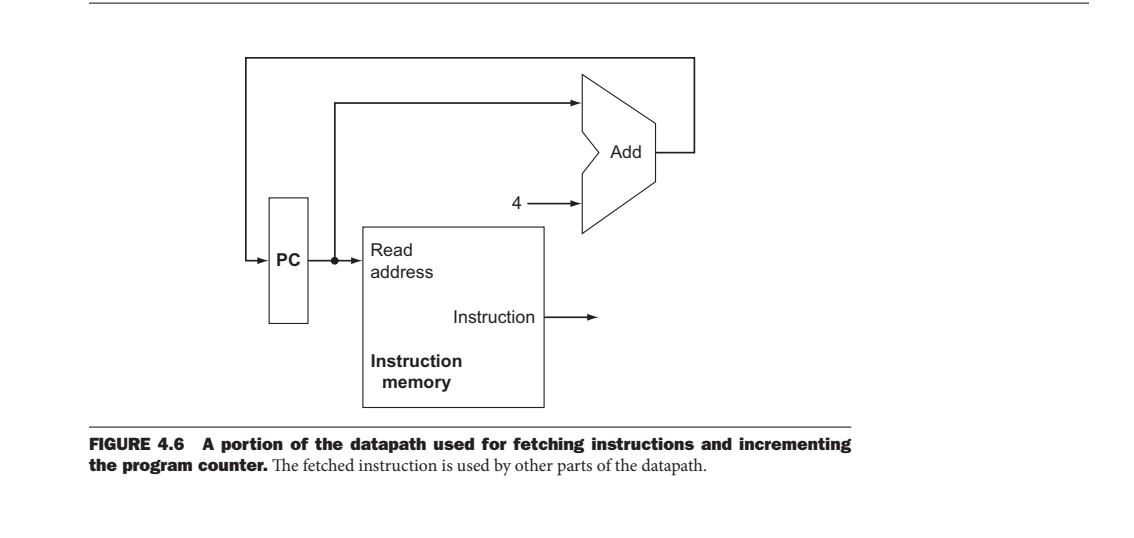 Add
4
PC
Read
address
Instruction
Instruction
memory
FIGURE 4.6 A portion of the datapath used for fetching instructions and incrementing
the program counter. The fetched instruction is used by other parts of the datapath.